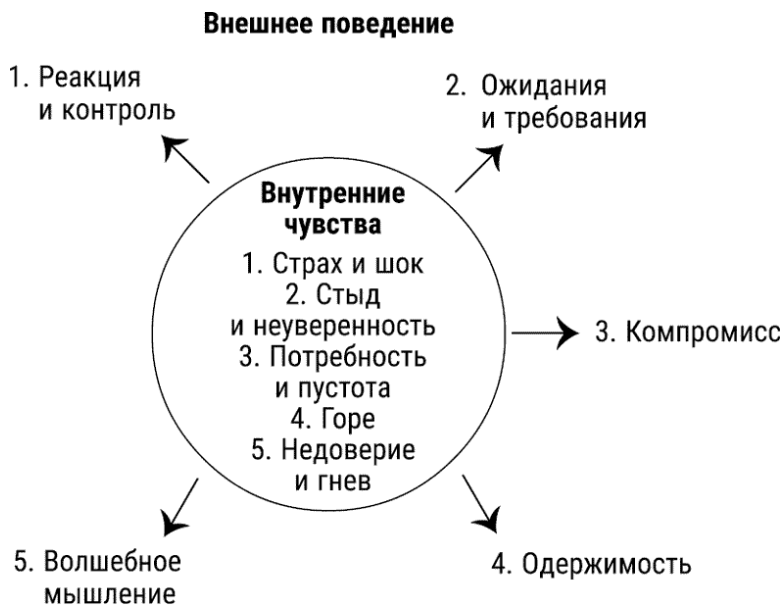 Внешнее поведение
1. Реакция
и контроль
2. Ожидания
и требования
Внутренние
чувства
1. Страх и шок
2. Стыд
и неуверенность
3. Потребность
и пустота
4. Горе
5. Недоверие
и гнев
3. Компромисс
5. Волшебное
мышление
4. Одержимость